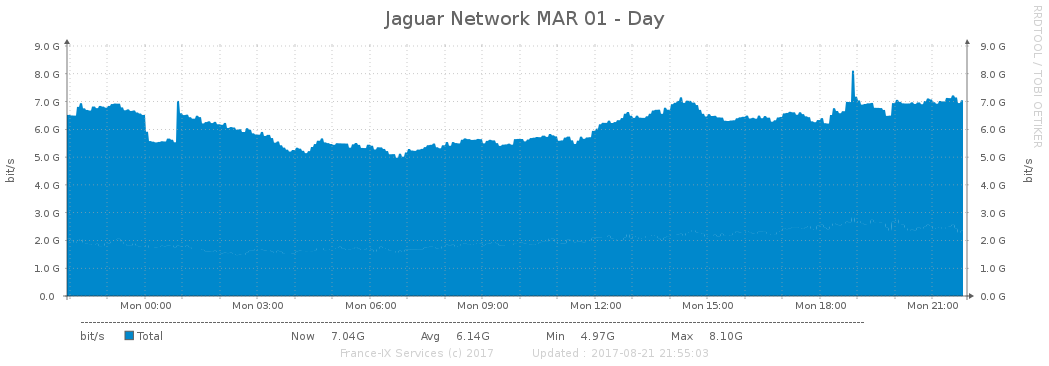 Jaguar Network MAR 01 - Day
RRDTOOL / TOBI OETIKER
9.0 G 9.0 G
8.0 G 8.0 G
7.0 G 7.0 G
6.0 G 6.0 G
5.0 G 5.0 G
4.0 G 4.0 G
3.0 G 3.0 G
2.0 G 2.0 G
1.0 G 1.0 G
0.0 0.0 G
bit/s bit/s
Mon 00:00 Mon 03:00 Mon 06:00 Mon 09:00 Mon 12:00 Mon 15:00 Mon 18:00 Mon 21:00
bit/s Total Now 7.04G Avg 6.14G Min 4.97G Max 8.10G
France-IX Services (c) 2017 Updated : 2017-08-21 21:55:03